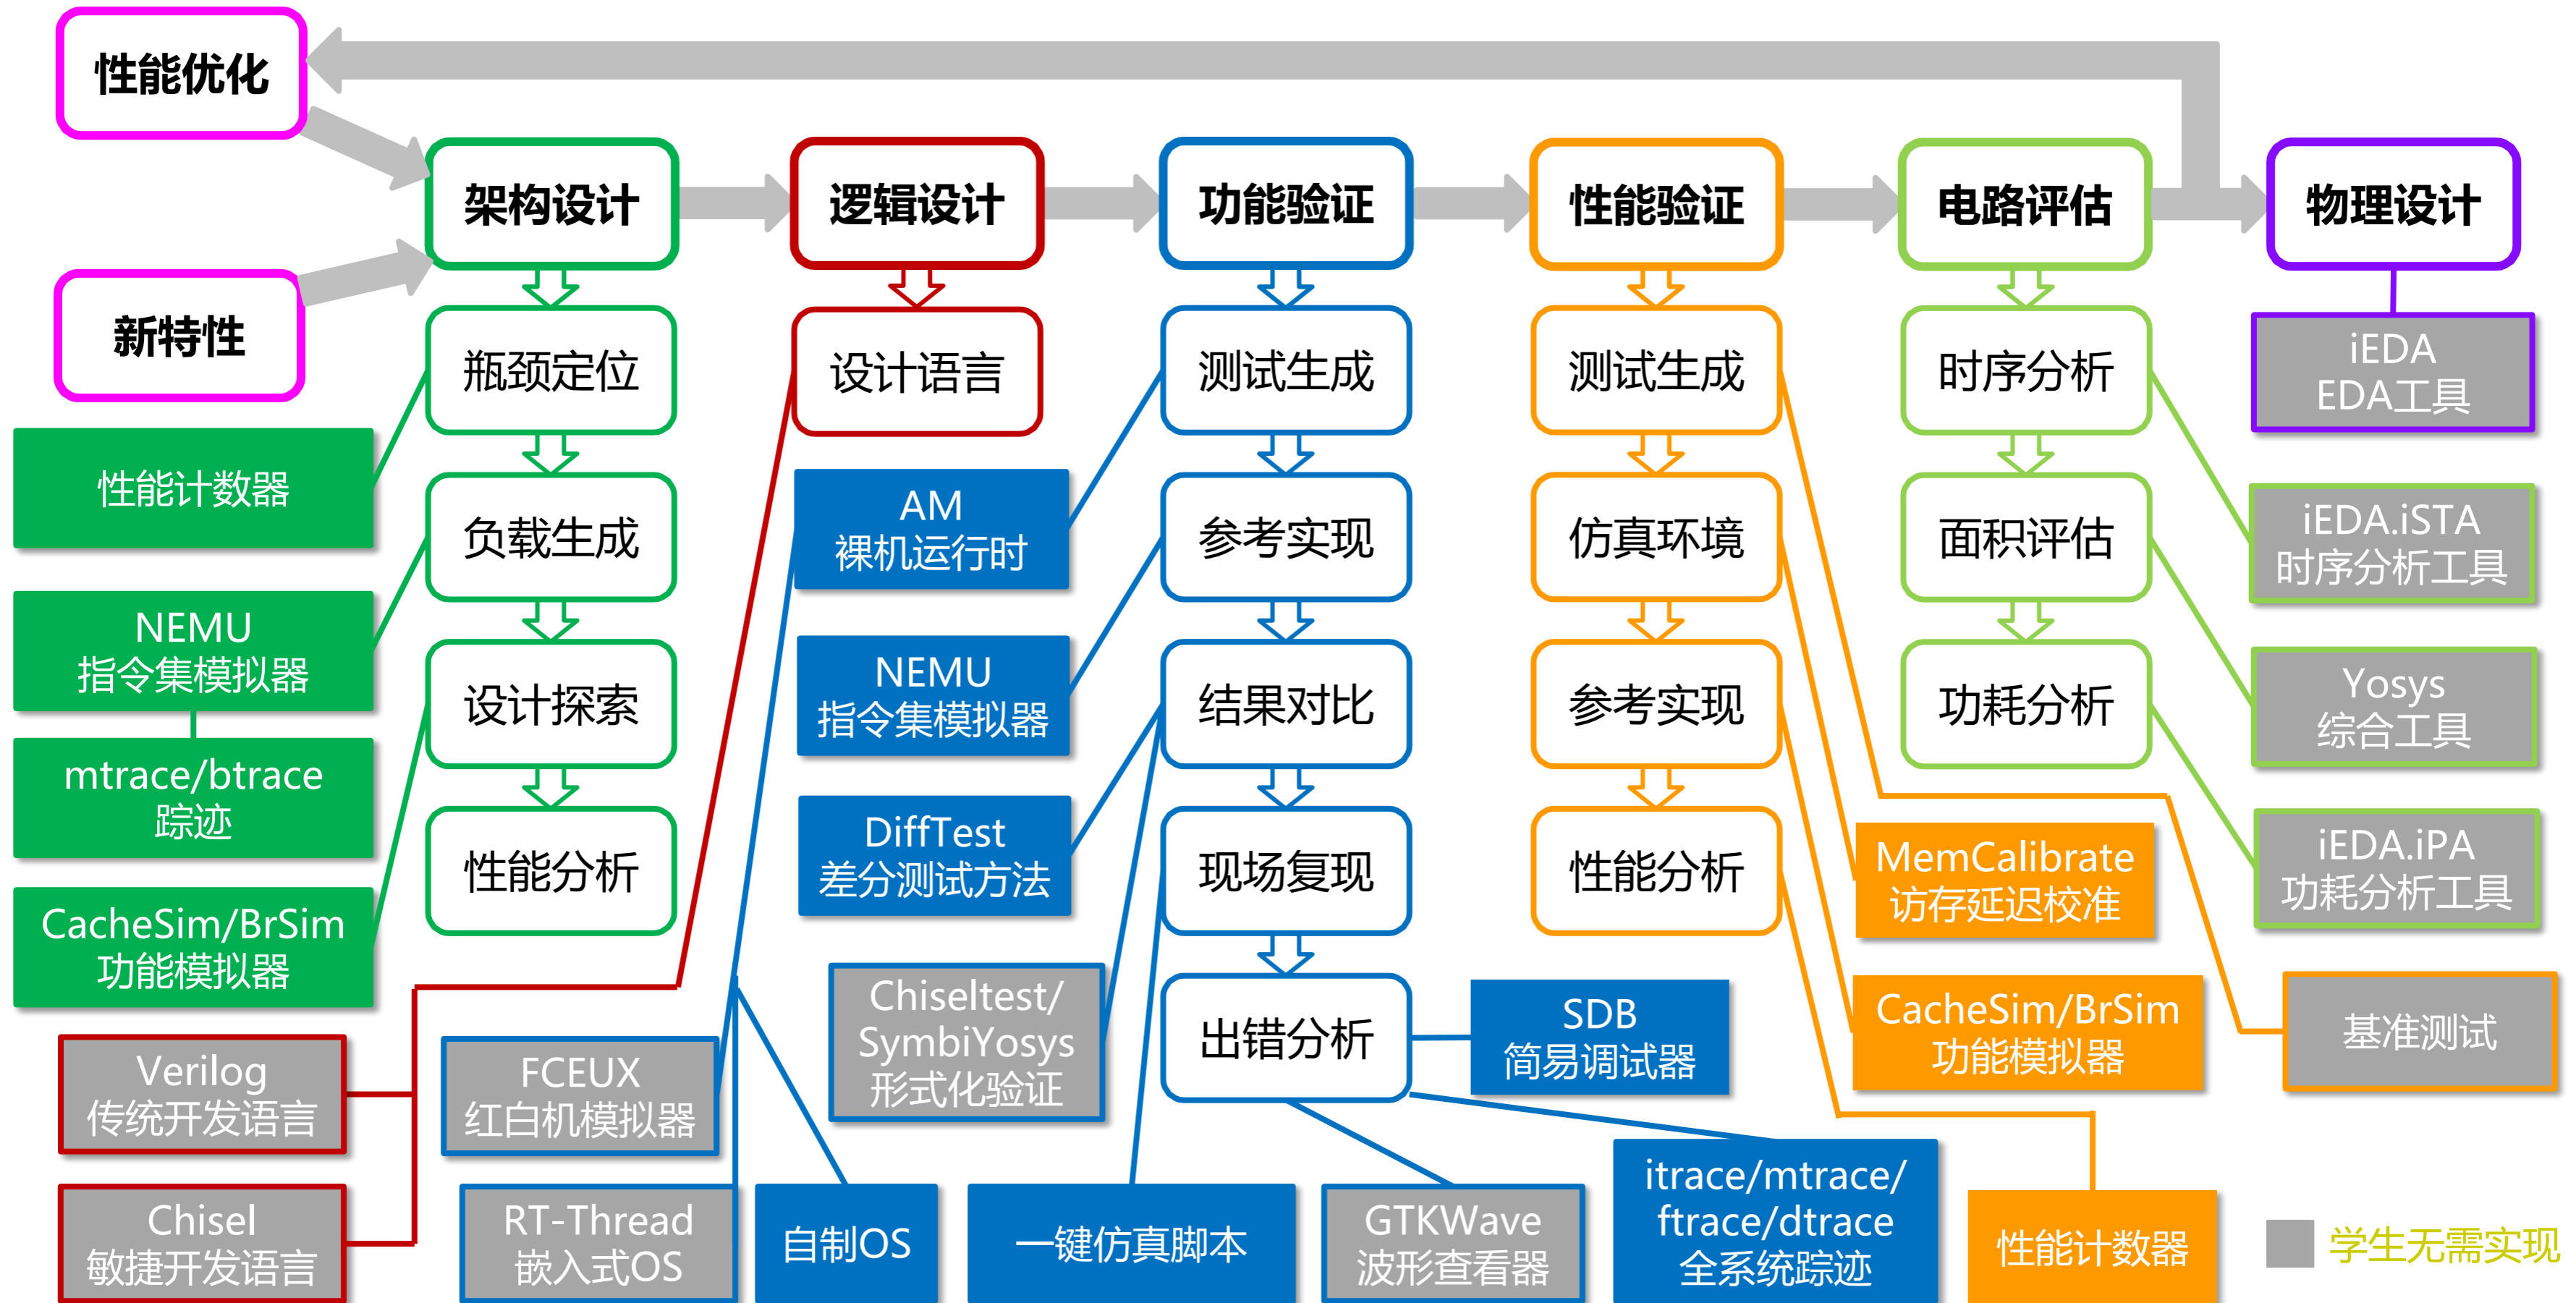 性能优化
新特性
架构设计
逻辑设计
功能验证
性能验证
电路评估
物理设计
瓶颈定位
负载生成
设计探索
性能分析
设计语言
测试生成
参考实现
结果对比
现场复现
出错分析
测试生成
仿真环境
参考实现
性能分析
时序分析
面积评估
功耗分析
iEDA
EDA工具
iEDA.iSTA
时序分析工具
Yosys
综合工具
iEDA.iPA
功耗分析工具
性能计数器
NEMU
指令集模拟器
mtrace/btrace
踪迹
CacheSim/BrSim
功能模拟器
AM
裸机运行时
NEMU
指令集模拟器
DiffTest
差分测试方法
Chiseltest/
SymbiYosys
形式化验证
SDB
简易调试器
MemCalibrate
访存延迟校准
CacheSim/BrSim
功能模拟器
基准测试
Verilog
传统开发语言
Chisel
敏捷开发语言
FCEUX
红白机模拟器
RT-Thread
嵌入式OS
自制OS
一键仿真脚本
GTKWave
波形查看器
itrace/mtrace/
ftrace/dtrace
全系统踪迹
性能计数器
学生无需实现